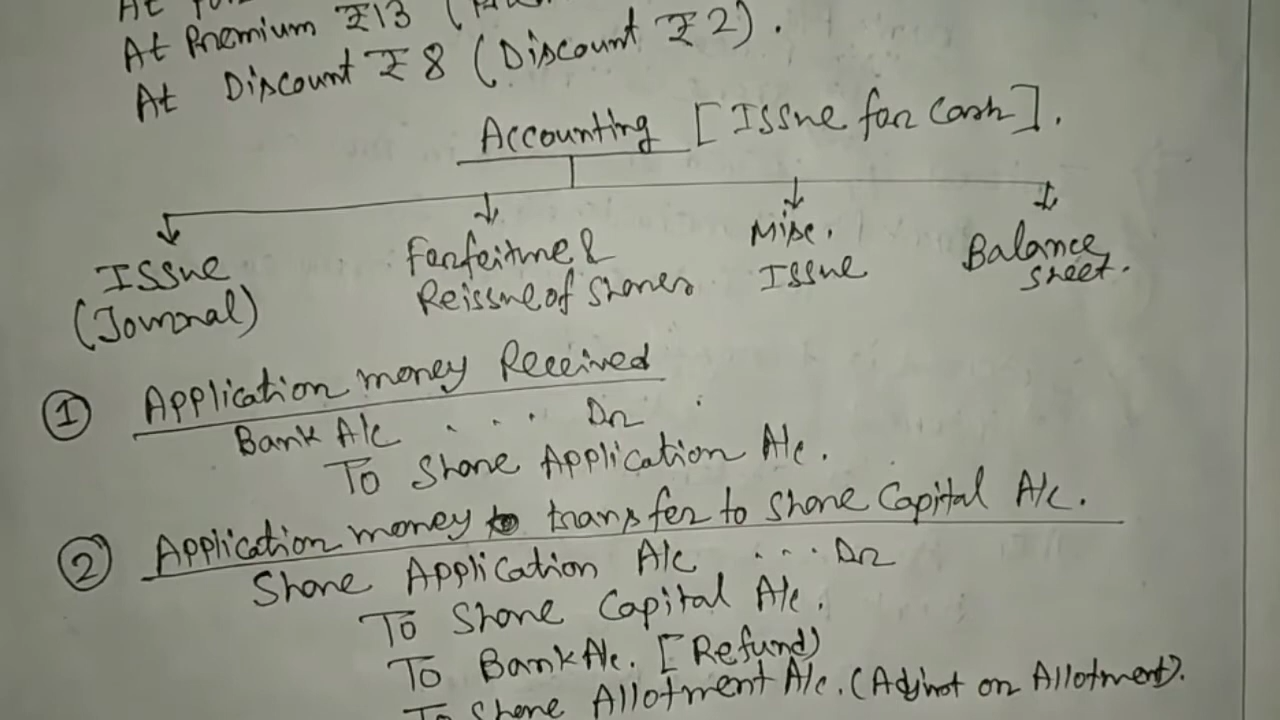 At
At Premium ₹13 (
At Discount ₹8 (Discount ₹2).
Accounting [Issue for Cash].
Issue
(Journal)
Forfeiture &
Reissue of Shares
Misc.
Issue
Balance
Sheet.
① Application money Received
Bank A/c . . . . Dr
To Share Application A/c.
② Application money transfer to Share Capital A/c.
Share Application A/c . . . Dr
To Share Capital A/c.
To Bank A/c. [Refund)
To Share Allotment A/c. (Adjust on Allotment).